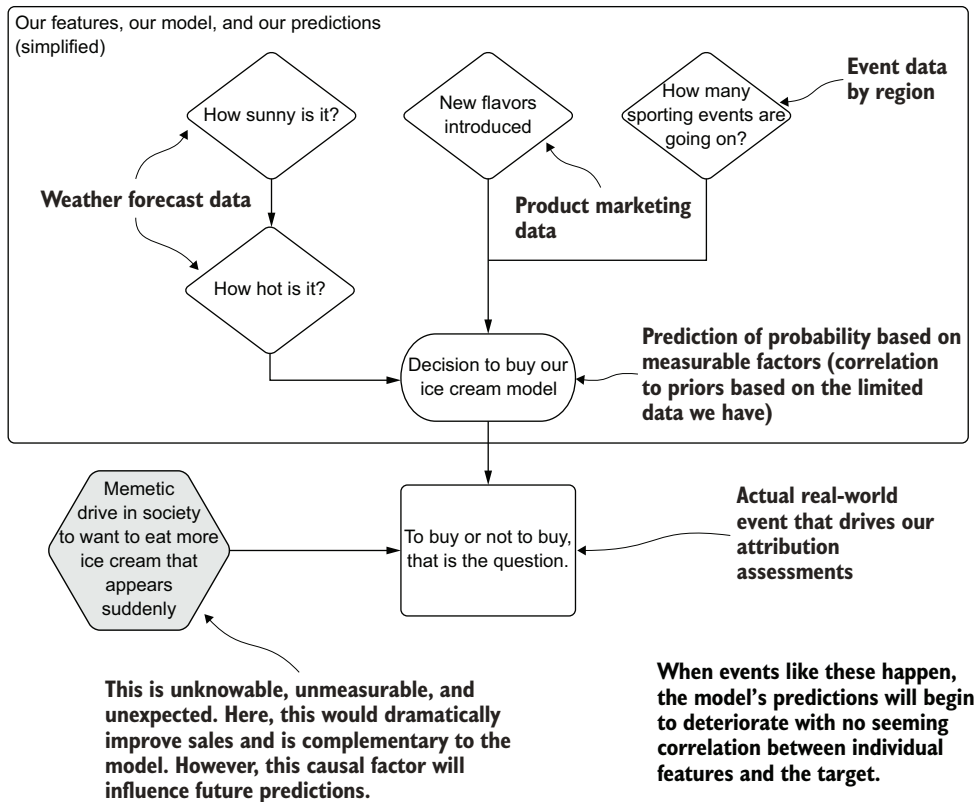 Our features, our model, and our predictions
(simplified)
How sunny is it?
New flavors
introduced
How many
sporting events are
going on?
Event data
by region
Weather forecast data
Product marketing
data
How hot is it?
Decision to buy our
ice cream model
Prediction of probability based on
measurable factors (correlation
to priors based on the limited
data we have)
Memetic
drive in society
to want to eat more
ice cream that
appears
suddenly
To buy or not to buy,
that is the question.
Actual real-world
event that drives our
attribution
assessments
This is unknowable, unmeasurable, and
unexpected. Here, this would dramatically
improve sales and is complementary to the
model. However, this causal factor will
influence future predictions.
When events like these happen,
the model’s predictions will begin
to deteriorate with no seeming
correlation between individual
features and the target.